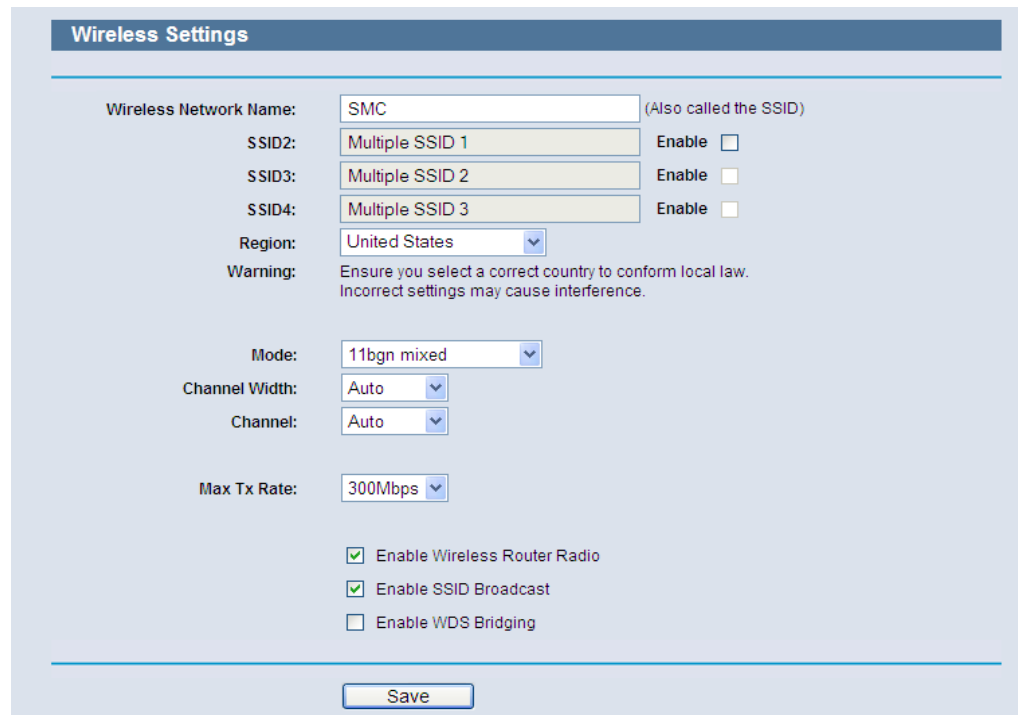 Wireless Settings
Wireless Network Name: SMC (Also called the SSID)
SSID2: Multiple SSID 1 Enable
SSID3: Multiple SSID 2 Enable
SSID4: Multiple SSID 3 Enable
Region: United States
Warning: Ensure you select a correct country to conform local law.
Incorrect settings may cause interference.
Mode: 11bgn mixed
Channel Width: Auto
Channel: Auto
Max Tx Rate: 300Mbps
Enable Wireless Router Radio
Enable SSID Broadcast
Enable WDS Bridging
Save